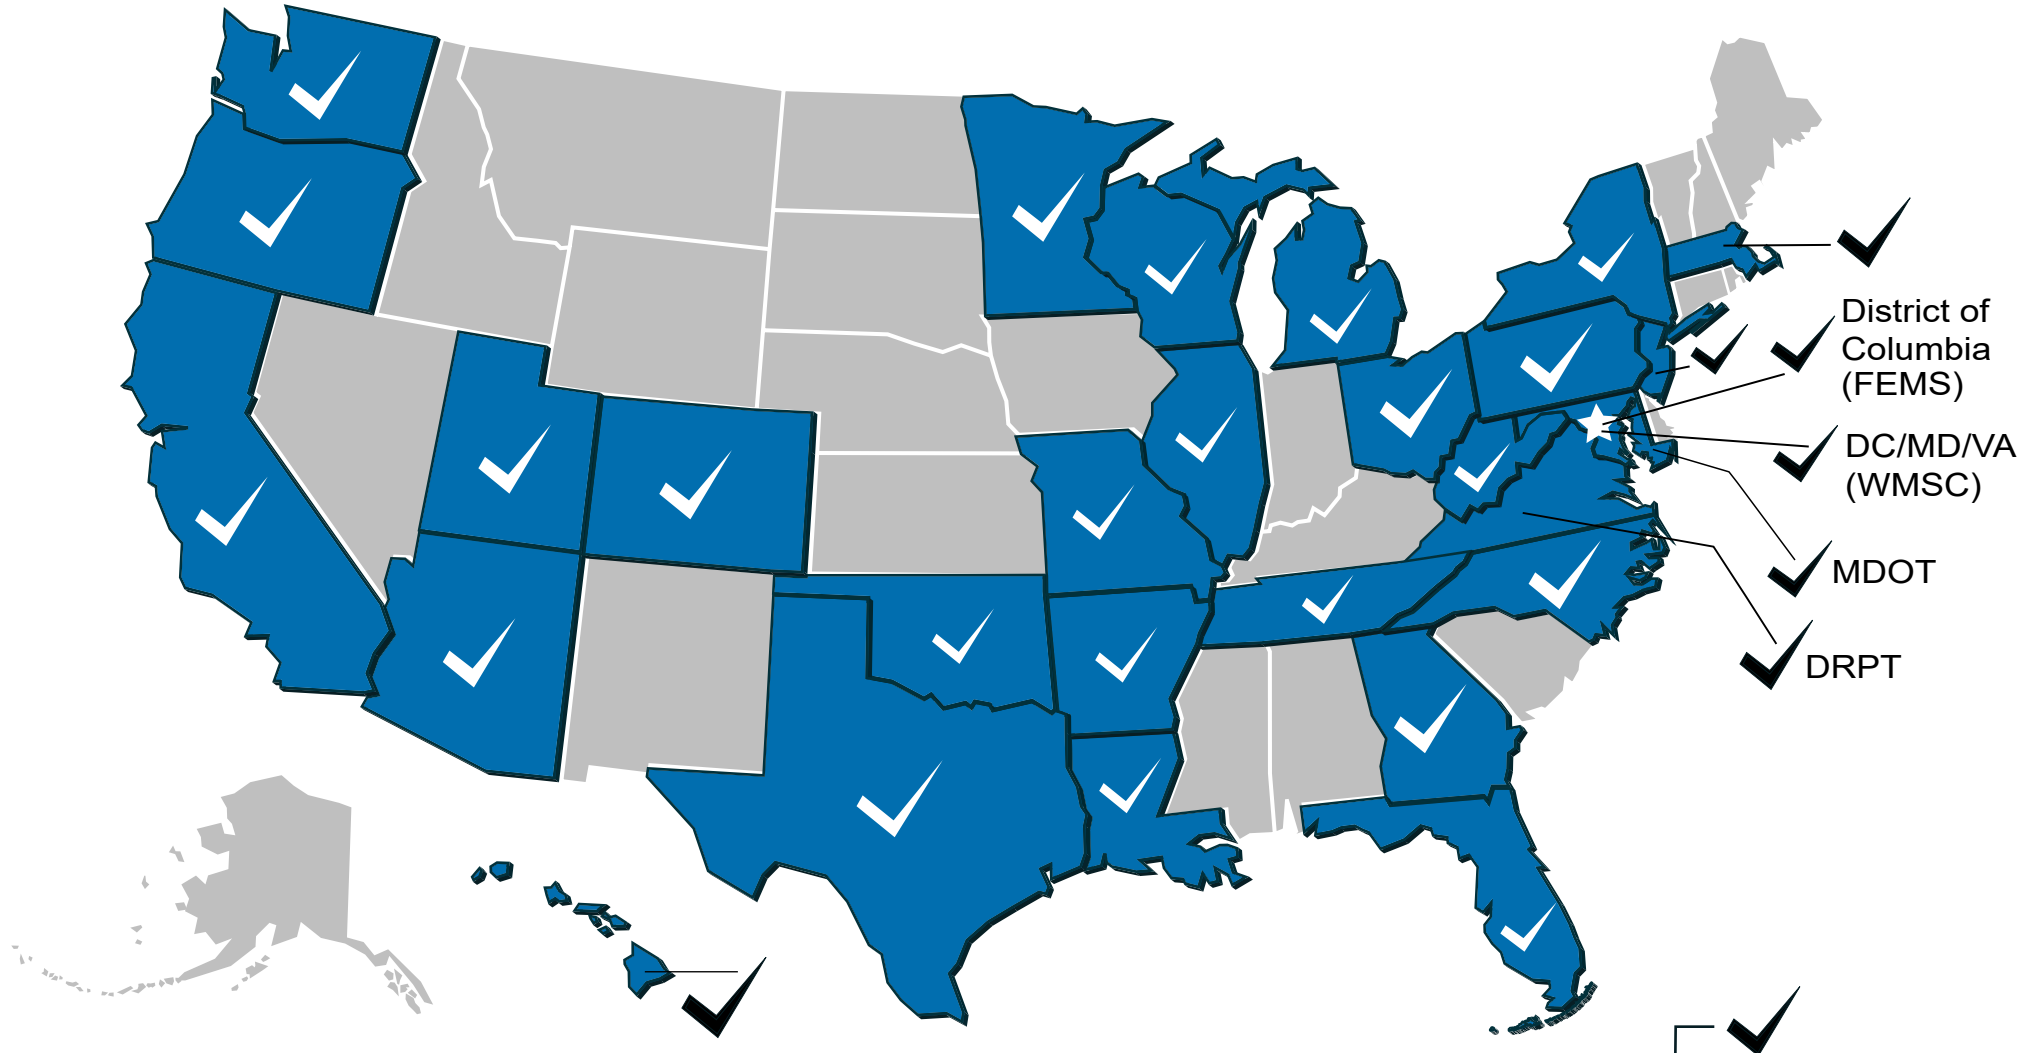 District of
Columbia
(FEMS)
DC/MD/VA
(WMSC)
MDOT
DRPT